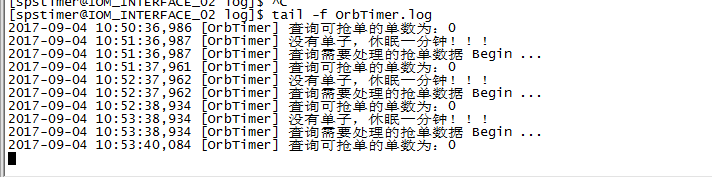 [spstimer@IOM_INTERFACE_02 log]$ ^C
[spstimer@IOM_INTERFACE_02 log]$ tail -f OrbTimer.log
2017-09-04 10:50:36,986 [OrbTimer] 查询可抢单的单数为：0
2017-09-04 10:51:36,987 [OrbTimer] 没有单子，休眠一分钟！！！
2017-09-04 10:51:36,987 [OrbTimer] 查询需要处理的抢单数据 Begin ...
2017-09-04 10:51:37,961 [OrbTimer] 查询可抢单的单数为：0
2017-09-04 10:52:37,962 [OrbTimer] 没有单子，休眠一分钟！！！
2017-09-04 10:52:37,962 [OrbTimer] 查询需要处理的抢单数据 Begin ...
2017-09-04 10:52:38,934 [OrbTimer] 查询可抢单的单数为：0
2017-09-04 10:53:38,934 [OrbTimer] 没有单子，休眠一分钟！！！
2017-09-04 10:53:38,934 [OrbTimer] 查询需要处理的抢单数据 Begin ...
2017-09-04 10:53:40,084 [OrbTimer] 查询可抢单的单数为：0